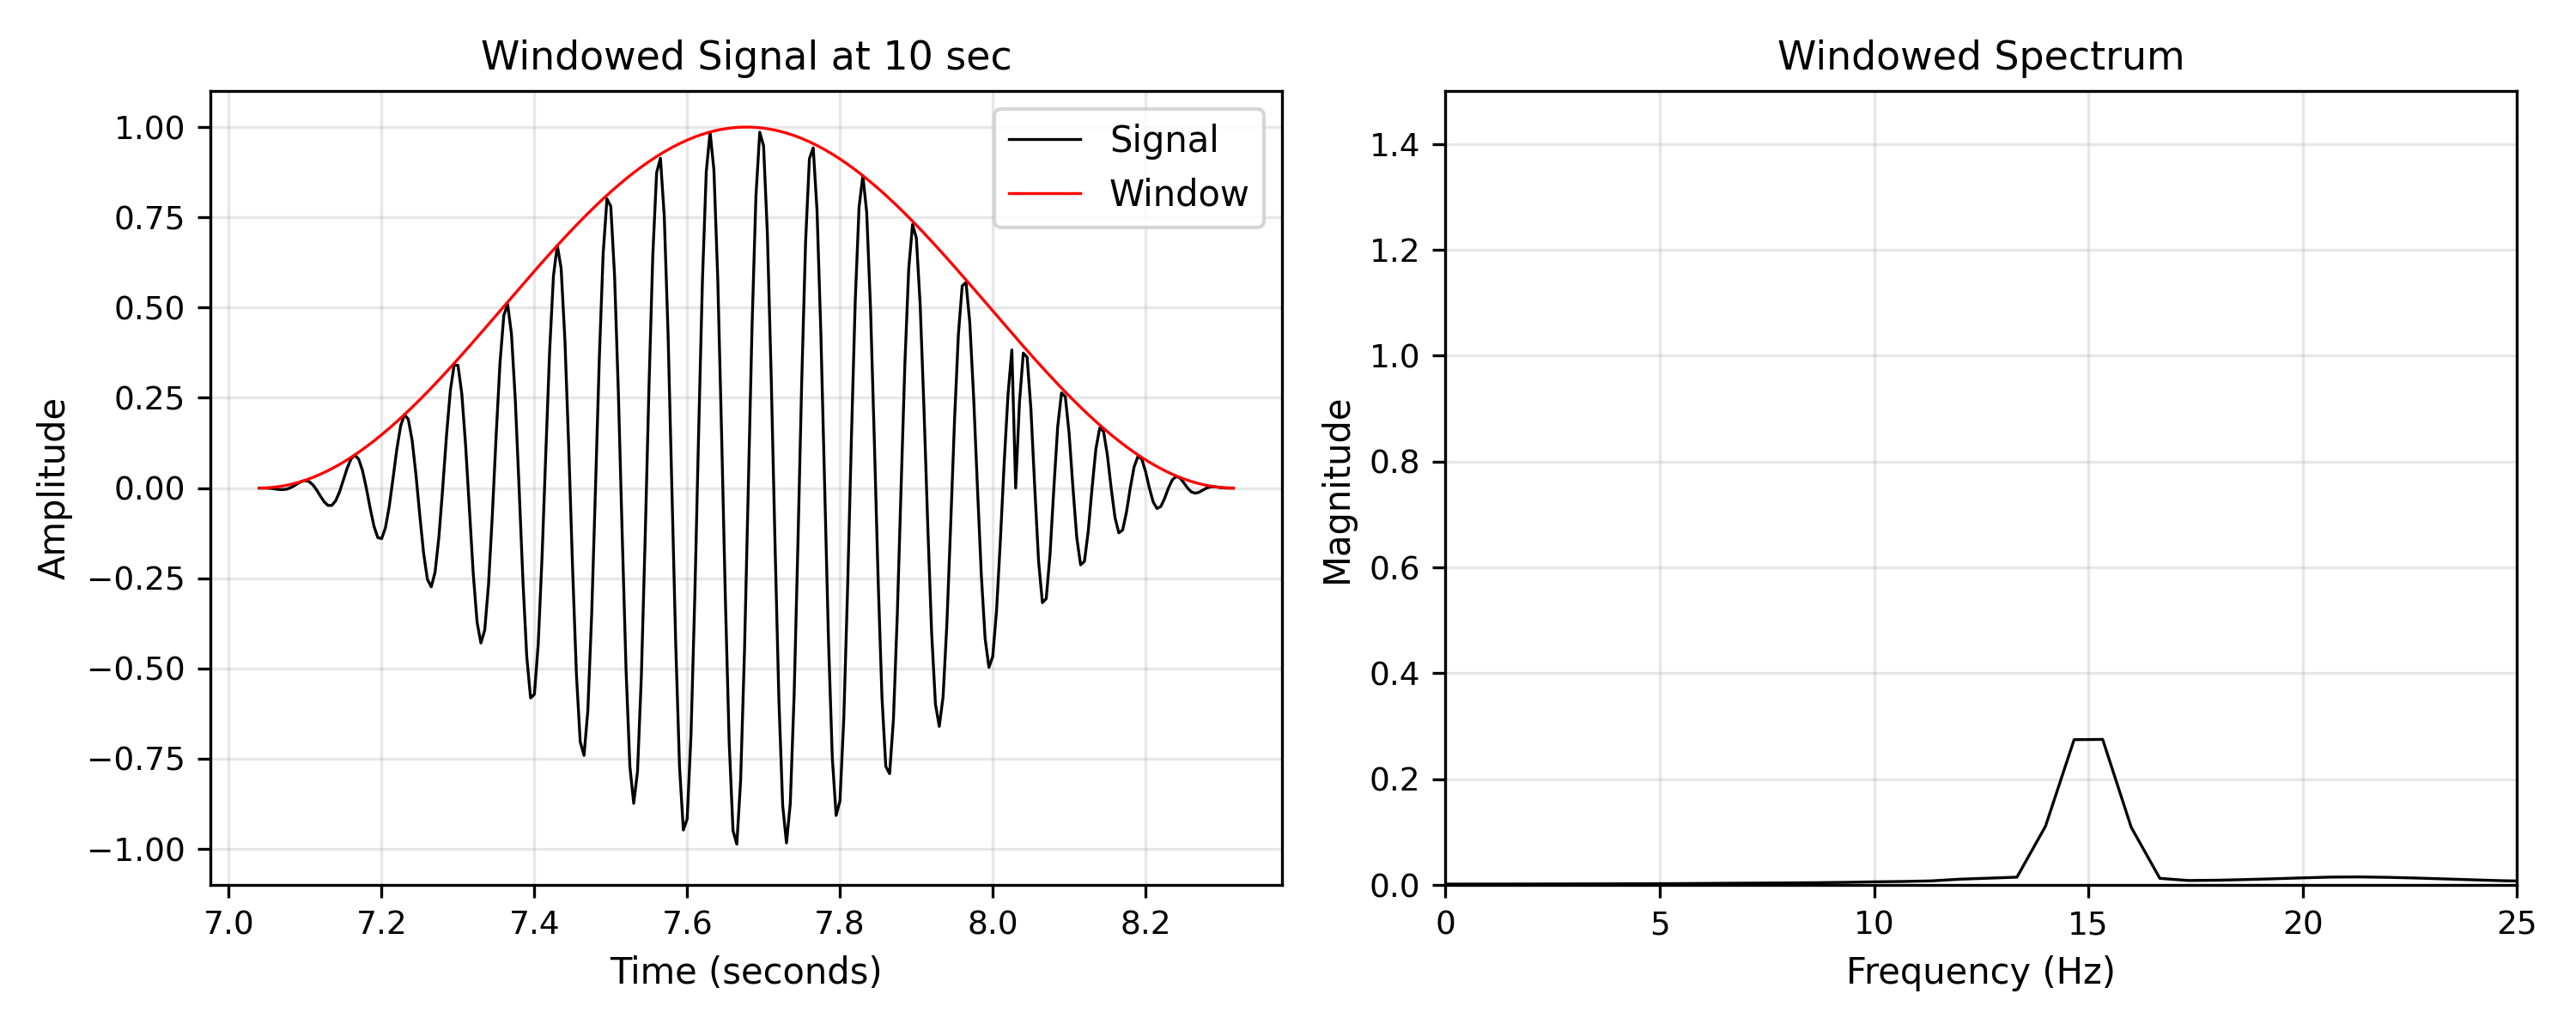 Windowed Signal at 10 sec
Signal
Window
1.00
0.75
0.50
0.25
0.00
−0.25
−0.50
−0.75
−1.00
Amplitude
7.0 7.2 7.4 7.6 7.8 8.0 8.2
Time (seconds)
Windowed Spectrum
1.4
1.2
1.0
0.8
0.6
0.4
0.2
0.0
Magnitude
0 5 10 15 20 25
Frequency (Hz)